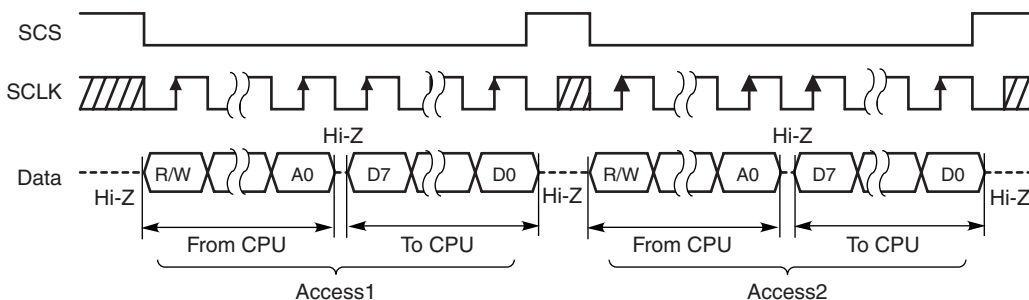 SCS
SCLK
Hi-Z Hi-Z
Data R/W A0 D7 D0 R/W A0 D7 D0
Hi-Z Hi-Z Hi-Z
From CPU To CPU From CPU To CPU
Access1 Access2